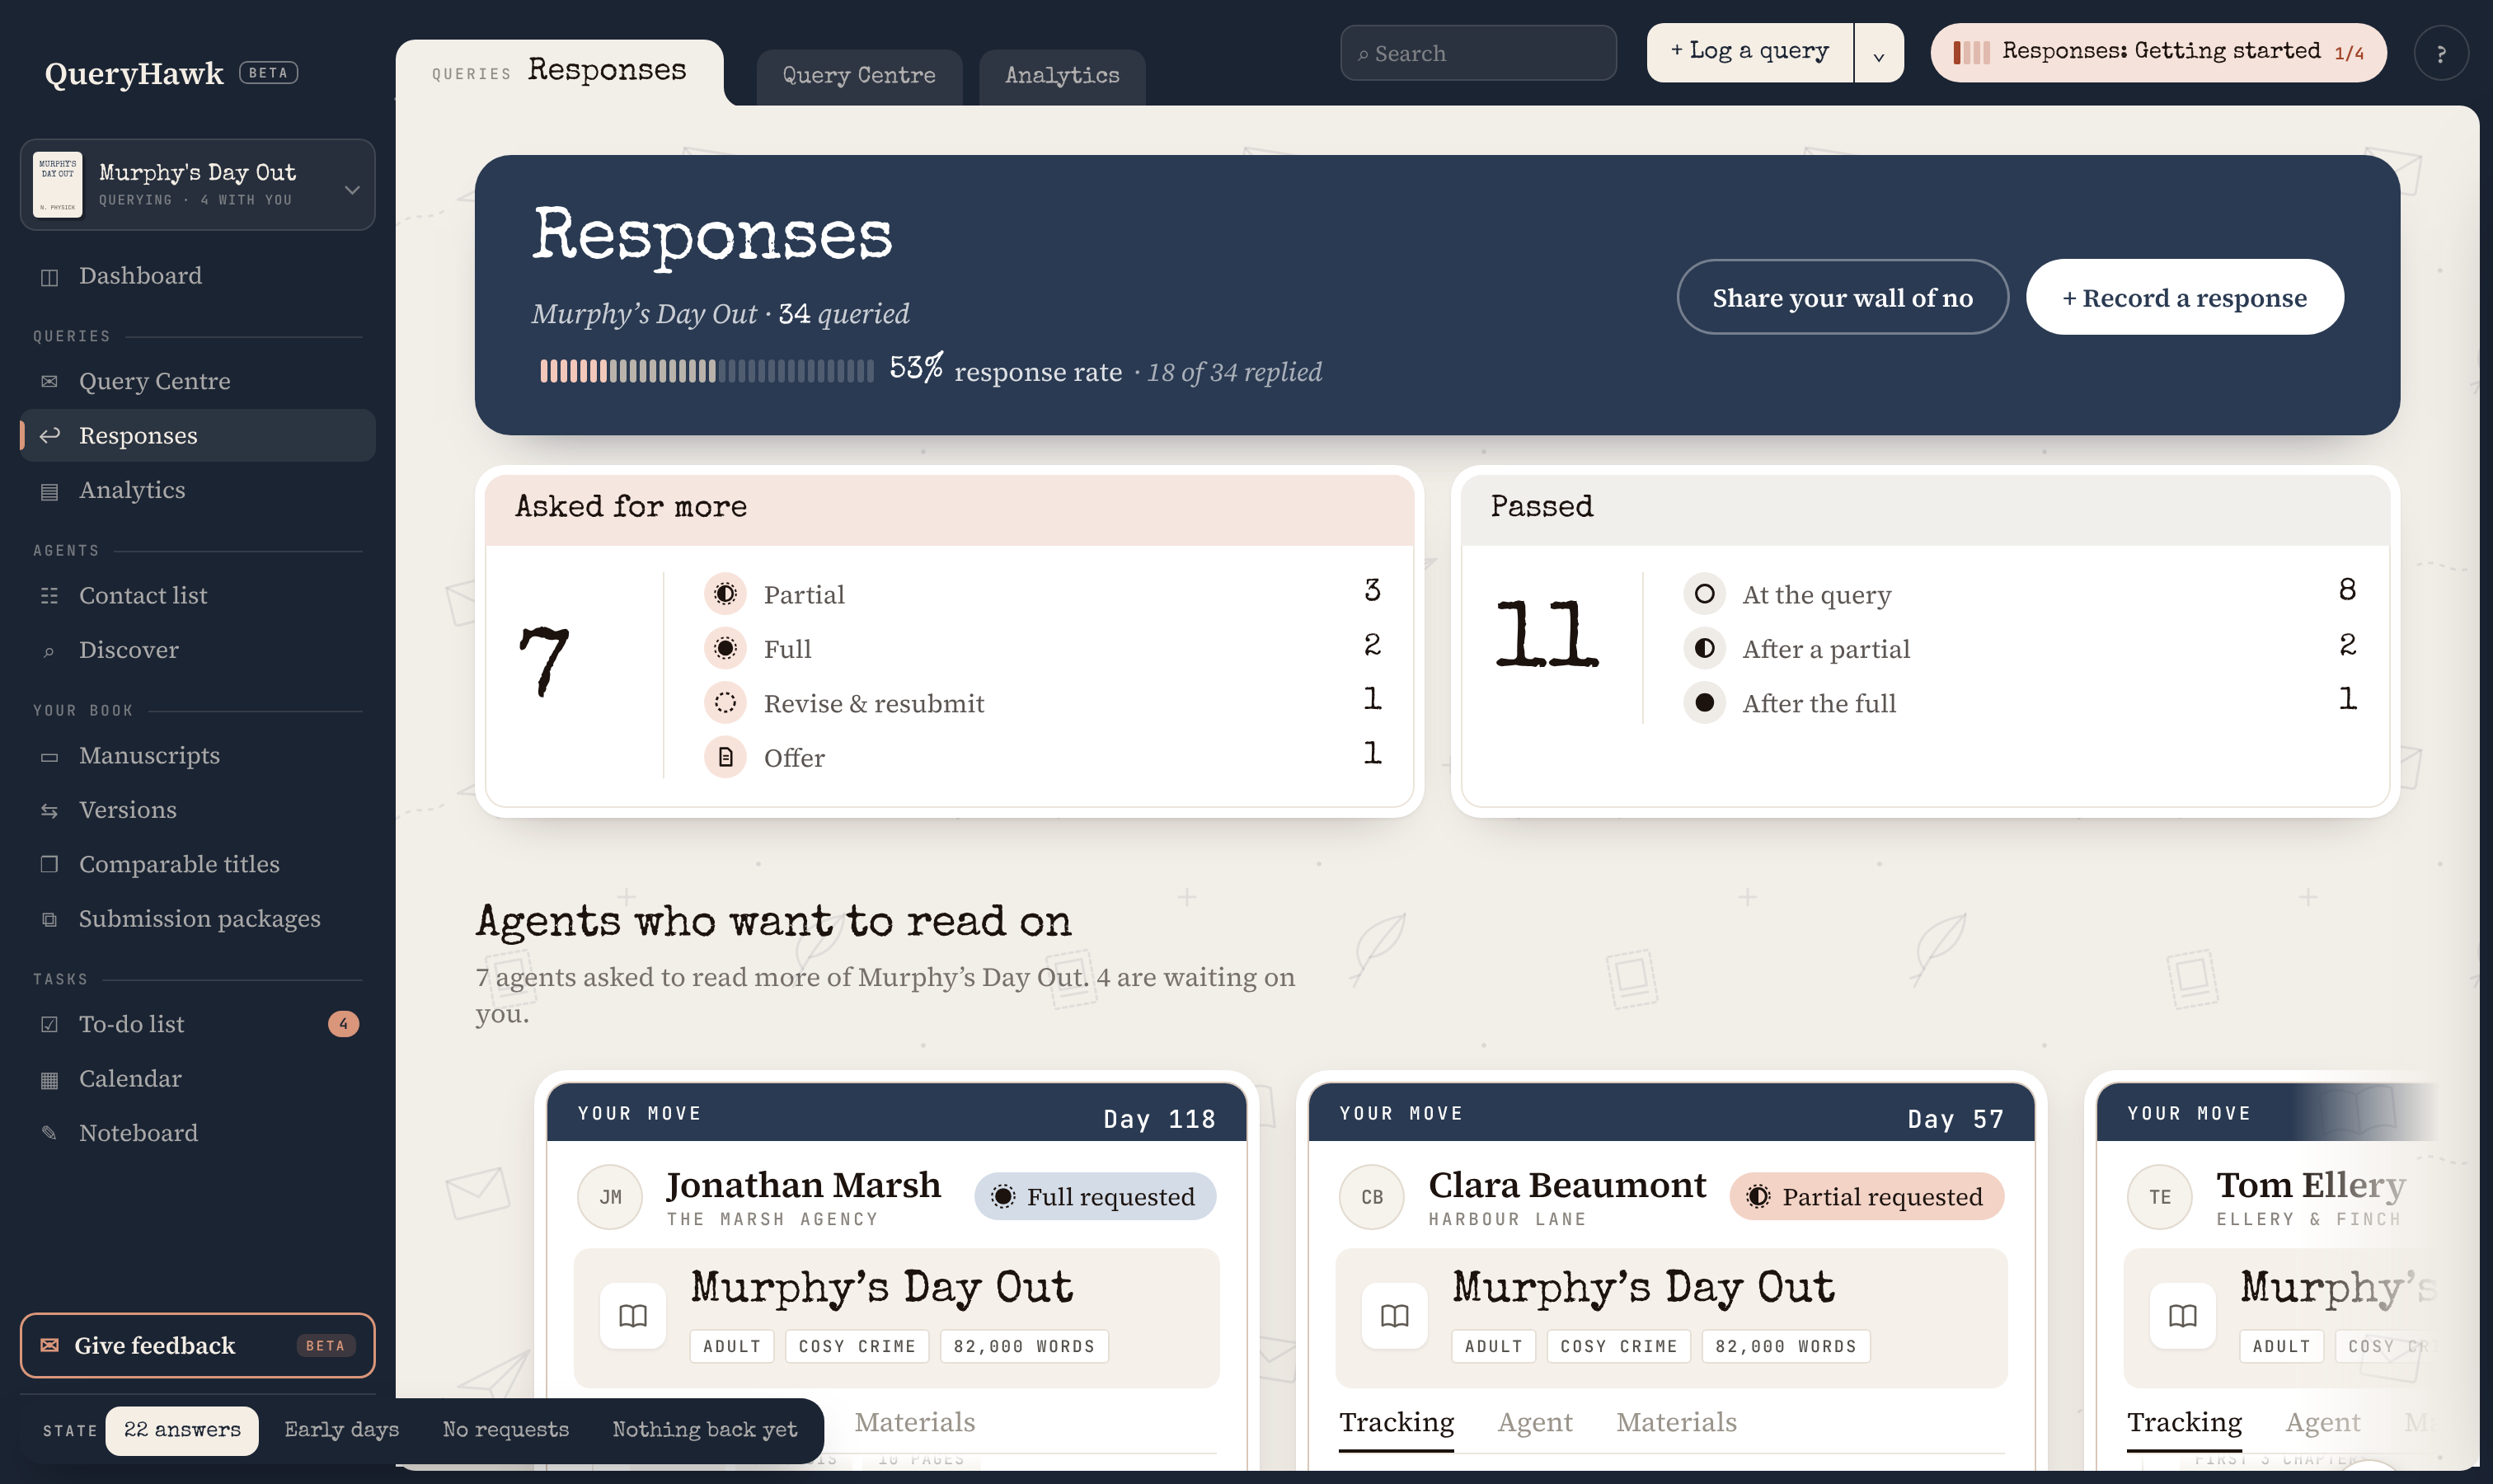 QueryHawk BETA
MURPHY'S DAY OUT
N. PHYSICK
Murphy's Day Out
QUERYING · 4 WITH YOU
Dashboard
QUERIES
Query Centre
Responses
Analytics
AGENTS
Contact list
Discover
YOUR BOOK
Manuscripts
Versions
Comparable titles
Submission packages
TASKS
To-do list 4
Calendar
Noteboard
Give feedback BETA
STATE 22 answers Early days No requests Nothing back yet
QUERIES Responses Query Centre Analytics
Search
+ Log a query
Responses: Getting started 1/4
?
Responses
Murphy’s Day Out · 34 queried
53% response rate · 18 of 34 replied
Share your wall of no
+ Record a response
Asked for more
7
Partial 3
Full 2
Revise & resubmit 1
Offer 1
Passed
11
At the query 8
After a partial 2
After the full 1
Agents who want to read on
7 agents asked to read more of Murphy’s Day Out. 4 are waiting on
you.
YOUR MOVE Day 118
JM Jonathan Marsh
THE MARSH AGENCY
Full requested
Murphy’s Day Out
ADULT COSY CRIME 82,000 WORDS
Materials
10 PAGES
YOUR MOVE Day 57
CB Clara Beaumont
HARBOUR LANE
Partial requested
Murphy’s Day Out
ADULT COSY CRIME 82,000 WORDS
Tracking Agent Materials
YOUR MOVE
TE Tom Ellery
ELLERY & FINCH
Murphy’s
ADULT COSY
Tracking Agent